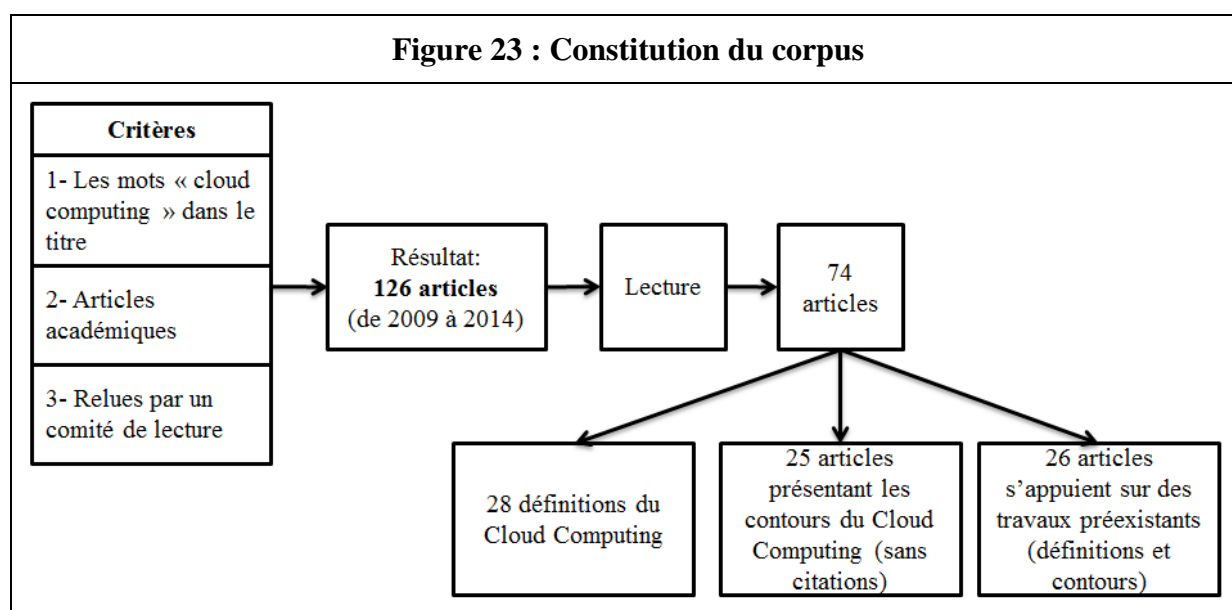 Figure 23 : Constitution du corpus
Critères
1- Les mots « cloud
computing » dans le
titre
2- Articles
académiques
3- Relues par un
comité de lecture
Résultat:
126 articles
(de 2009 à 2014)
Lecture
74
articles
28 définitions du
Cloud Computing
25 articles
présentant les
contours du Cloud
Computing (sans
citations)
26 articles
s’appuient sur des
travaux préexistants
(définitions et
contours)